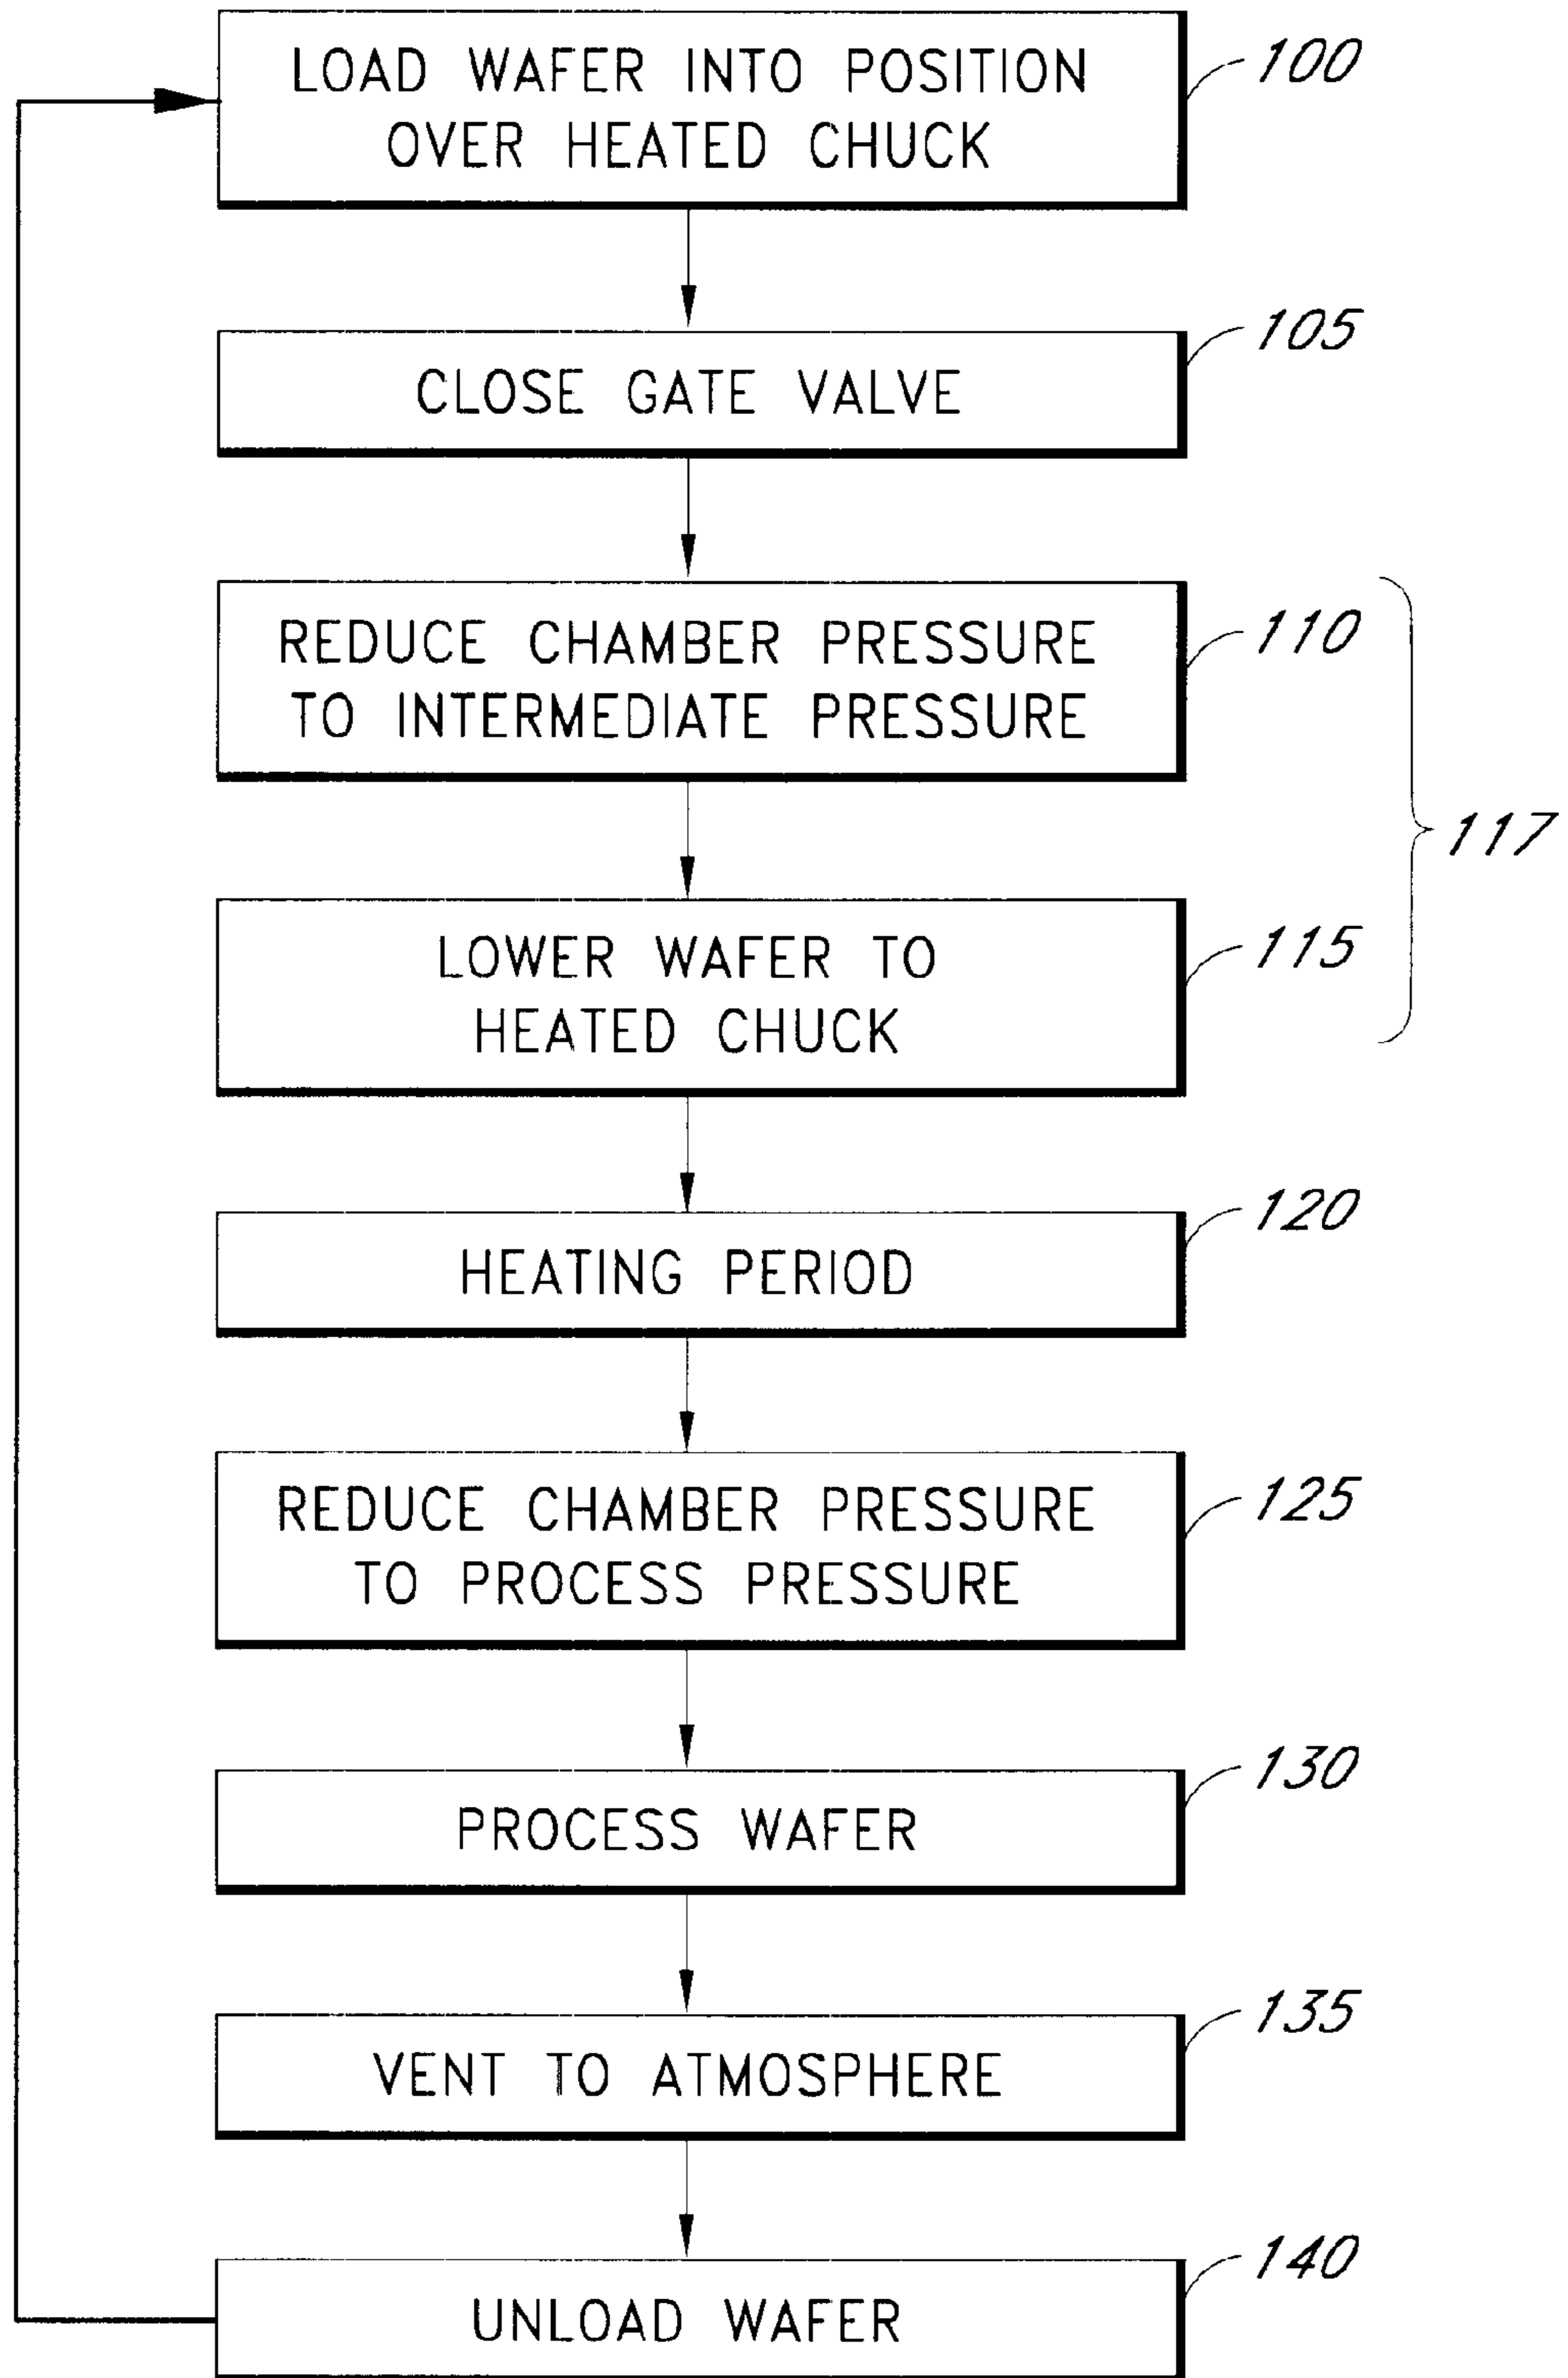 LOAD WAFER INTO POSITION
OVER HEATED CHUCK
100
CLOSE GATE VALVE
105
REDUCE CHAMBER PRESSURE
TO INTERMEDIATE PRESSURE
110
117
LOWER WAFER TO
HEATED CHUCK
115
HEATING PERIOD
120
REDUCE CHAMBER PRESSURE
TO PROCESS PRESSURE
125
PROCESS WAFER
130
VENT TO ATMOSPHERE
135
UNLOAD WAFER
140